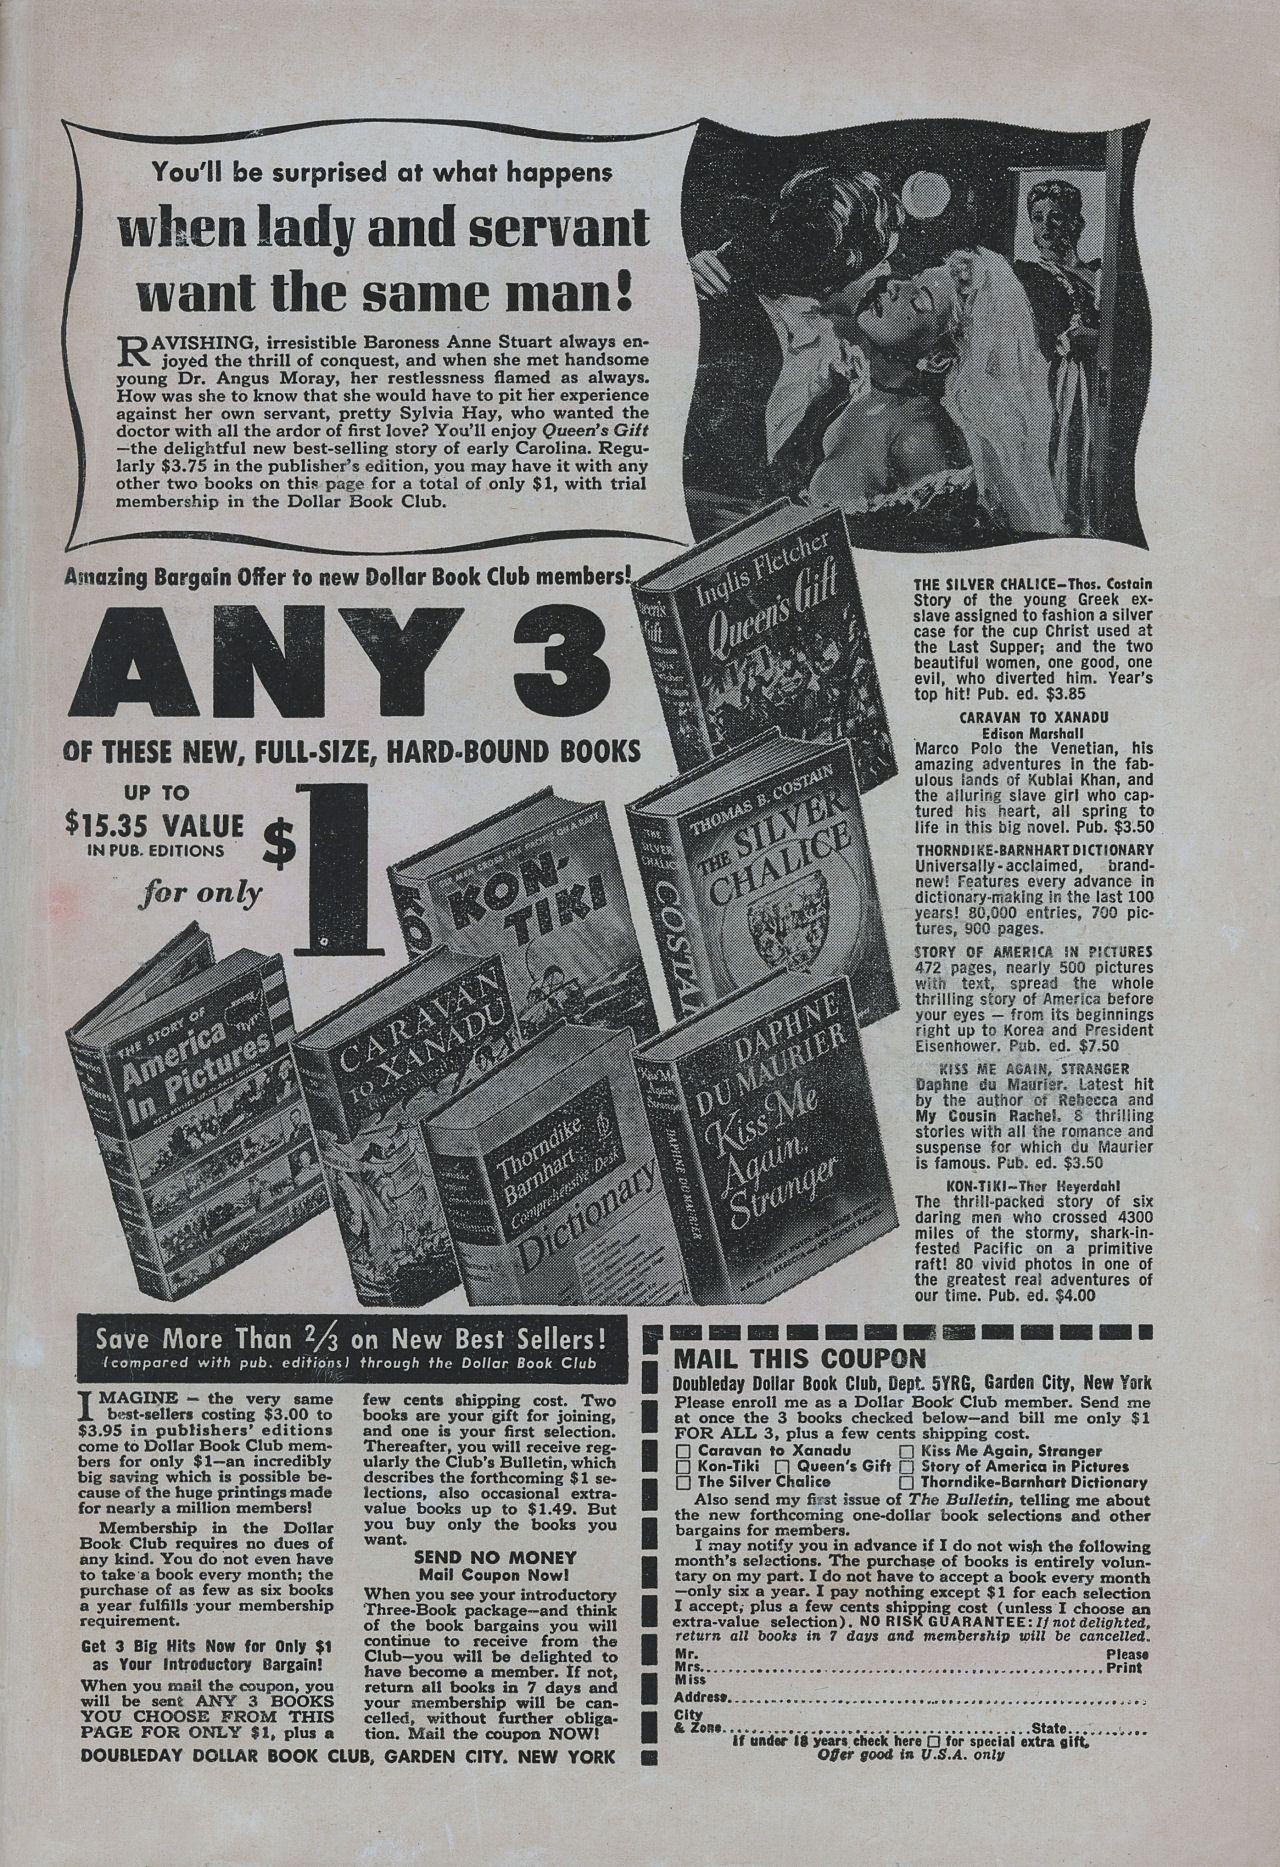 You'll be surprised at what happens
when lady and servant
want the same man!
RAVISHING, irresistible Baroness Anne Stuart always en-
joyed the thrill of conquest, and when she met handsome
young Dr. Angus Moray, her restlessness flamed as always.
How was she to know that she would have to pit her experience
against her own servant, pretty Sylvia Hay, who wanted the
doctor with all the ardor of first love? You'll enjoy Queen's Gift
—the delightful new best-selling story of early Carolina. Regu-
larly $3.75 in the publisher's edition, you may have it with any
other two books on this page for a total of only $1, with trial
membership in the Dollar Book Club.
Amazing Bargain Offer to new Dollar Book Club members!
ANY 3
OF THESE NEW, FULL-SIZE, HARD-BOUND BOOKS
UP TO
$15.35 VALUE
IN PUB. EDITIONS
for only
$1
Inglis Fletcher
Queen's Gift
Queen's
Gift
THOMAS B. COSTAIN
THE SILVER
CHALICE
THE
SILVER
CHALICE
COSTAIN
SIX MEN CROSS THE PACIFIC ON A RAFT
KON-
TIKI
CARAVAN
TO XANADU
THE STORY OF
America
In Pictures
Thorndike
Barnhart
Comprehensive Desk
Dictionary
DAPHNE
DU MAURIER
Kiss Me
Again,
Stranger
Kiss Me
Again
Stranger
DAPHNE DU MAURIER
THE SILVER CHALICE—Thos. Costain
Story of the young Greek ex-
slave assigned to fashion a silver
case for the cup Christ used at
the Last Supper; and the two
beautiful women, one good, one
evil, who diverted him. Year's
top hit! Pub. ed. $3.85
CARAVAN TO XANADU
Edison Marshall
Marco Polo the Venetian, his
amazing adventures in the fab-
ulous lands of Kublai Khan, and
the alluring slave girl who cap-
tured his heart, all spring to
life in this big novel. Pub. $3.50
THORNDIKE-BARNHART DICTIONARY
Universally-acclaimed, brand-
new! Features every advance in
dictionary-making in the last 100
years! 80,000 entries, 700 pic-
tures, 900 pages.
STORY OF AMERICA IN PICTURES
472 pages, nearly 500 pictures
with text, spread the whole
thrilling story of America before
your eyes — from its beginnings
right up to Korea and President
Eisenhower. Pub. ed. $7.50
KISS ME AGAIN, STRANGER
Daphne du Maurier. Latest hit
by the author of Rebecca and
My Cousin Rachel. 8 thrilling
stories with all the romance and
suspense for which du Maurier
is famous. Pub. ed. $3.50
KON-TIKI—Thor Heyerdahl
The thrill-packed story of six
daring men who crossed 4300
miles of the stormy, shark-in-
fested Pacific on a primitive
raft! 80 vivid photos in one of
the greatest real adventures of
our time. Pub. ed. $4.00
Save More Than 2/3 on New Best Sellers!
(compared with pub. editions) through the Dollar Book Club
IMAGINE — the very same
best-sellers costing $3.00 to
$3.95 in publishers' editions
come to Dollar Book Club mem-
bers for only $1—an incredibly
big saving which is possible be-
cause of the huge printings made
for nearly a million members!
Membership in the Dollar
Book Club requires no dues of
any kind. You do not even have
to take a book every month; the
purchase of as few as six books
a year fulfills your membership
requirement.
Get 3 Big Hits Now for Only $1
as Your Introductory Bargain!
When you mail the coupon, you
will be sent ANY 3 BOOKS
YOU CHOOSE FROM THIS
PAGE FOR ONLY $1, plus a
few cents shipping cost. Two
books are your gift for joining,
and one is your first selection.
Thereafter, you will receive reg-
ularly the Club's Bulletin, which
describes the forthcoming $1 se-
lections, also occasional extra-
value books up to $1.49. But
you buy only the books you
want.
SEND NO MONEY
Mail Coupon Now!
When you see your introductory
Three-Book package—and think
of the book bargains you will
continue to receive from the
Club—you will be delighted to
have become a member. If not,
return all books in 7 days and
your membership will be can-
celled, without further obliga-
tion. Mail the coupon NOW!
DOUBLEDAY DOLLAR BOOK CLUB, GARDEN CITY, NEW YORK
MAIL THIS COUPON
Doubleday Dollar Book Club, Dept. 5YRG, Garden City, New York
Please enroll me as a Dollar Book Club member. Send me
at once the 3 books checked below—and bill me only $1
FOR ALL 3, plus a few cents shipping cost.
☐ Caravan to Xanadu ☐ Kiss Me Again, Stranger
☐ Kon-Tiki ☐ Queen's Gift ☐ Story of America in Pictures
☐ The Silver Chalice ☐ Thorndike-Barnhart Dictionary
Also send my first issue of The Bulletin, telling me about
the new forthcoming one-dollar book selections and other
bargains for members.
I may notify you in advance if I do not wish the following
month's selections. The purchase of books is entirely volun-
tary on my part. I do not have to accept a book every month
—only six a year. I pay nothing except $1 for each selection
I accept, plus a few cents shipping cost (unless I choose an
extra-value selection). NO RISK GUARANTEE: If not delighted,
return all books in 7 days and membership will be cancelled.
Mr. Please
Mrs. Print
Miss
Address
City
& Zone State
If under 18 years, check here ☐ for special extra gift.
Offer good in U.S.A. only